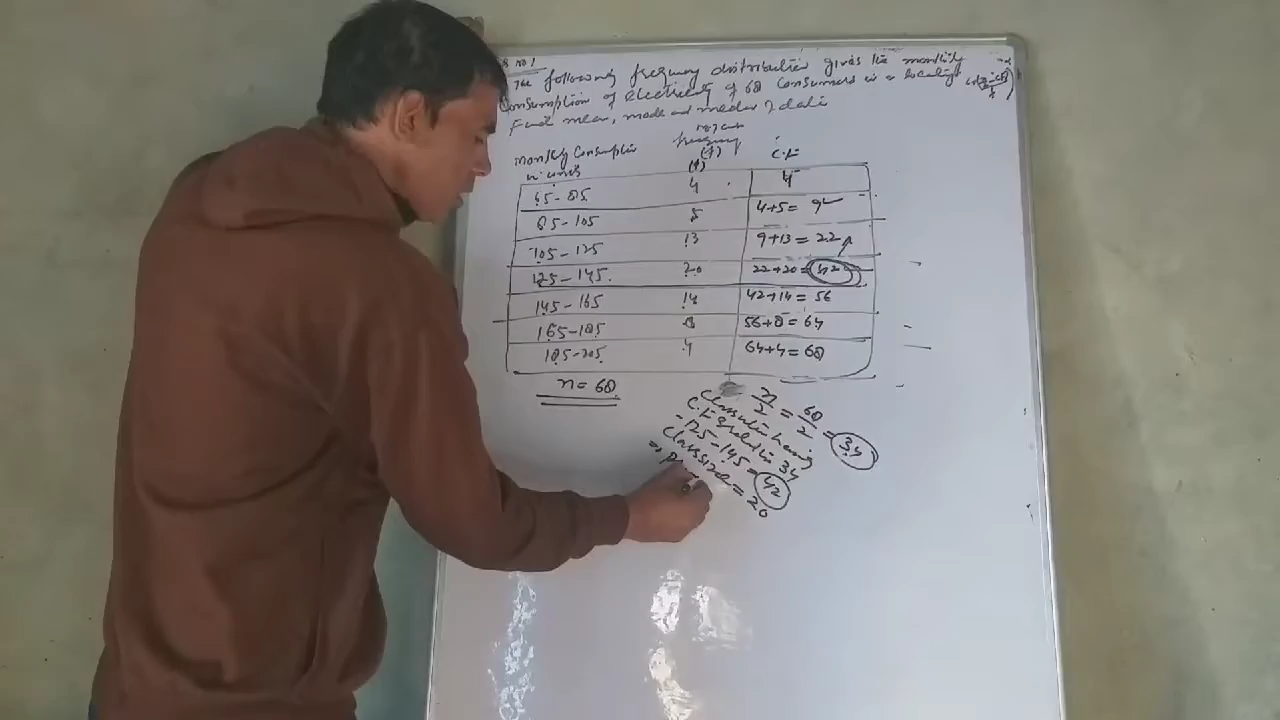 Q NO 1
The following frequency distribution gives the monthly
Consumption of electricity of 68 consumers in a locality
Find mean, mode and median of data
Monthly Consumption
in units
frequency
(f)
(f)
C.F
65-85 4 4
85-105 5 4+5= 9
105-125 13 9+13= 22
125-145 20 22+20= 42
145-165 14 42+14= 56
165-185 8 56+8=64
185-205 4 64+4=68
n = 68
n/2 = 68/2 = 34
Class interval having
C.F greater than 34
-125-145 = 42
Class size = 20
⇒